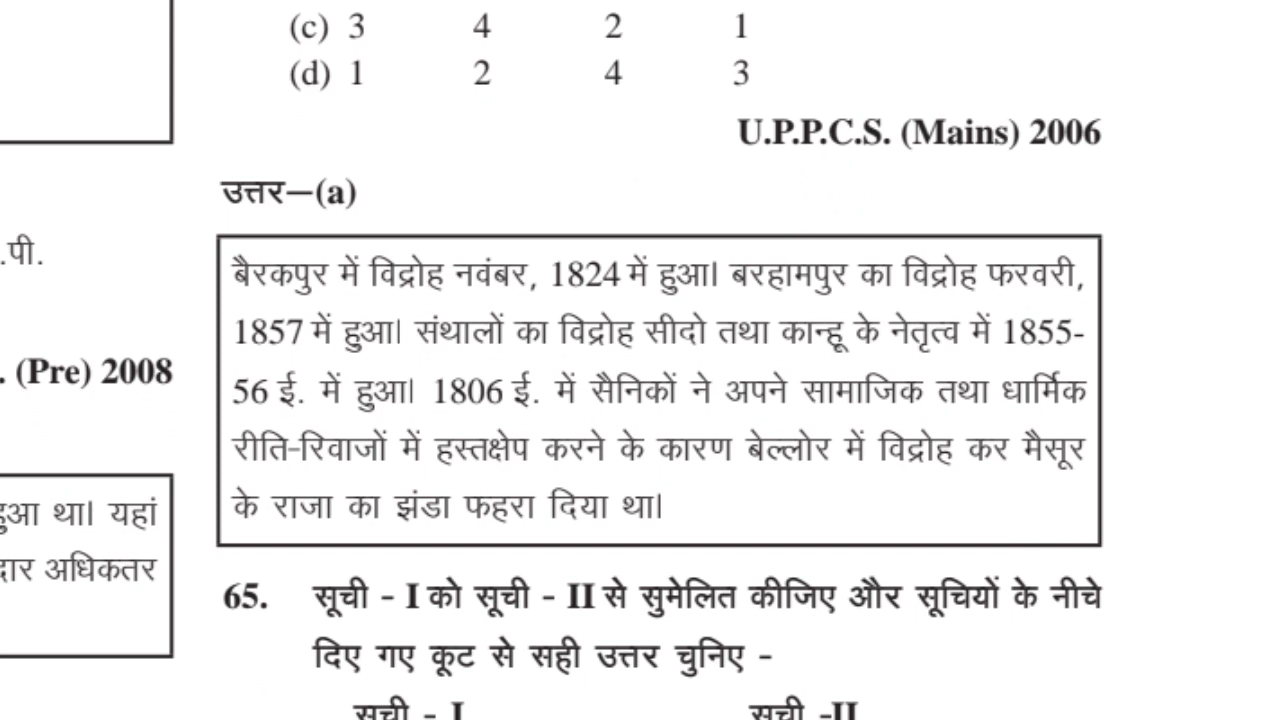 (c) 3 4 2 1
(d) 1 2 4 3
U.P.P.C.S. (Mains) 2006
उत्तर—(a)
बैरकपुर में विद्रोह नवंबर, 1824 में हुआ। बरहामपुर का विद्रोह फरवरी,
1857 में हुआ। संथालों का विद्रोह सीदो तथा कान्हू के नेतृत्व में 1855-
56 ई. में हुआ। 1806 ई. में सैनिकों ने अपने सामाजिक तथा धार्मिक
रीति-रिवाजों में हस्तक्षेप करने के कारण बेल्लोर में विद्रोह कर मैसूर
के राजा का झंडा फहरा दिया था।
65. सूची - I को सूची - II से सुमेलित कीजिए और सूचियों के नीचे
दिए गए कूट से सही उत्तर चुनिए -
सूची - I सूची -II
.पी.
. (Pre) 2008
हुआ था। यहां
अधिकतर